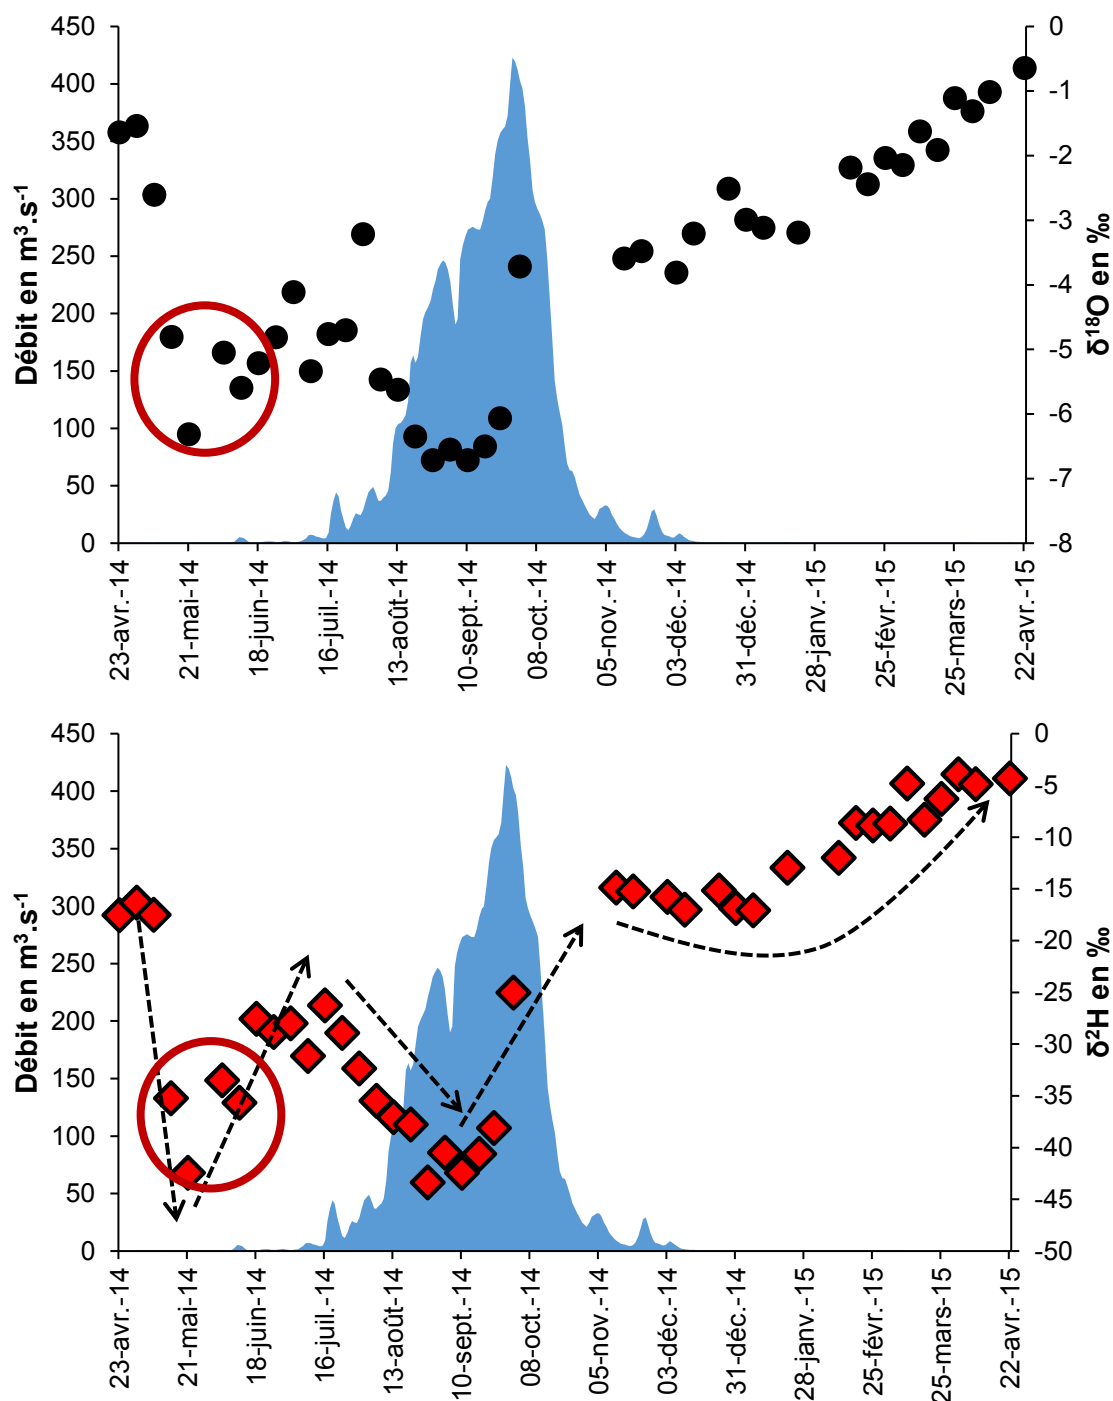 Débit en m³.s⁻¹
450
400
350
300
250
200
150
100
50
0
0
-1
-2
-3
-4
-5
-6
-7
-8
δ¹⁸O en ‰
23-avr.-14
21-mai-14
18-juin-14
16-juil.-14
13-août-14
10-sept.-14
08-oct.-14
05-nov.-14
03-déc.-14
31-déc.-14
28-janv.-15
25-févr.-15
25-mars-15
22-avr.-15
Débit en m³.s⁻¹
450
400
350
300
250
200
150
100
50
0
0
-5
-10
-15
-20
-25
-30
-35
-40
-45
-50
δ²H en ‰
23-avr.-14
21-mai-14
18-juin-14
16-juil.-14
13-août-14
10-sept.-14
08-oct.-14
05-nov.-14
03-déc.-14
31-déc.-14
28-janv.-15
25-févr.-15
25-mars-15
22-avr.-15